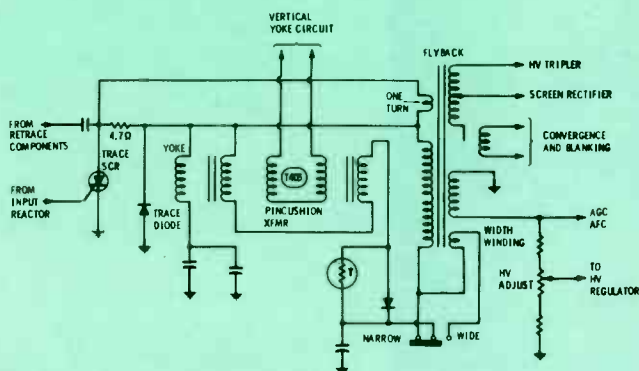 VERTICAL
YOKE CIRCUIT
FLYBACK
HV TRIPLER
ONE
TURN
SCREEN RECTIFIER
FROM
RETRACE
COMPONENTS
4.7Ω
CONVERGENCE
AND BLANKING
TRACE
SCR
YOKE
T405
FROM
INPUT
REACTOR
TRACE
DIODE
PINCUSHION
XFMR
AGC
AFC
WIDTH
WINDING
T
HV
ADJUST
TO
HV
REGULATOR
NARROW
WIDE